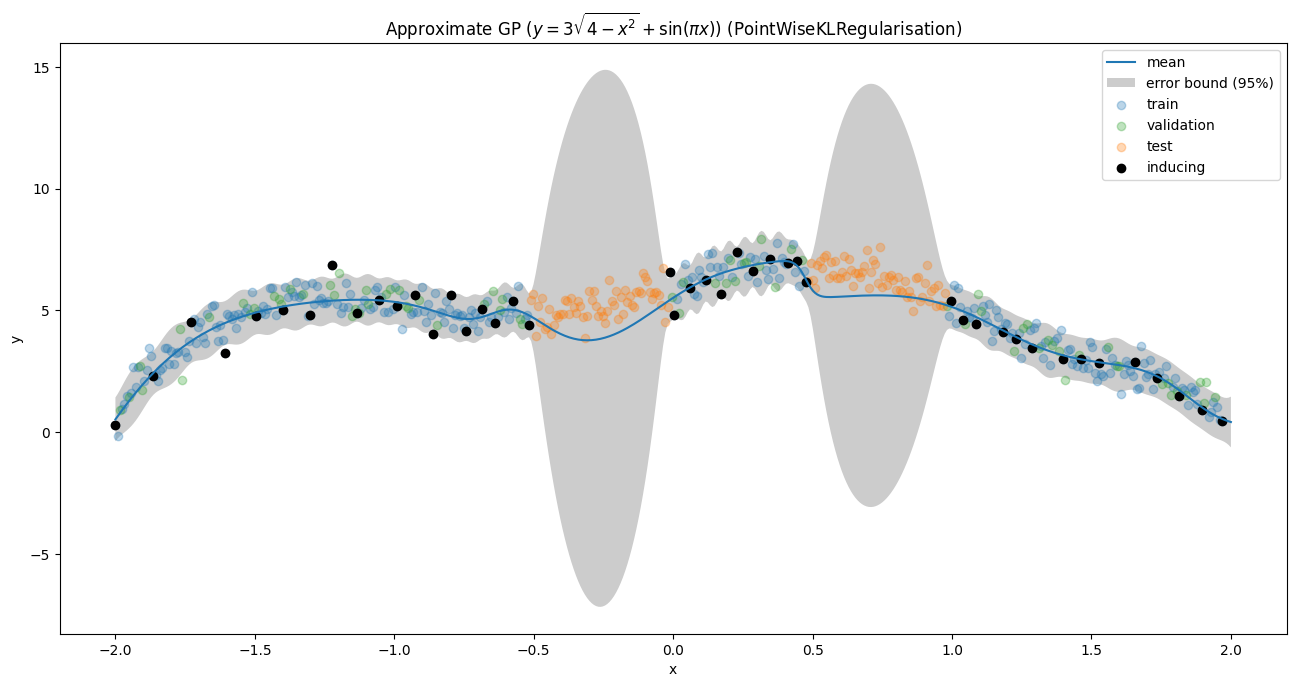 Approximate GP ($y = 3\sqrt{4 - x^2} + \sin(\pi x)$) (PointWiseKLRegularisation)
mean
error bound (95%)
train
validation
test
inducing
15
10
5
0
−5
y
−2.0 −1.5 −1.0 −0.5 0.0 0.5 1.0 1.5 2.0
x